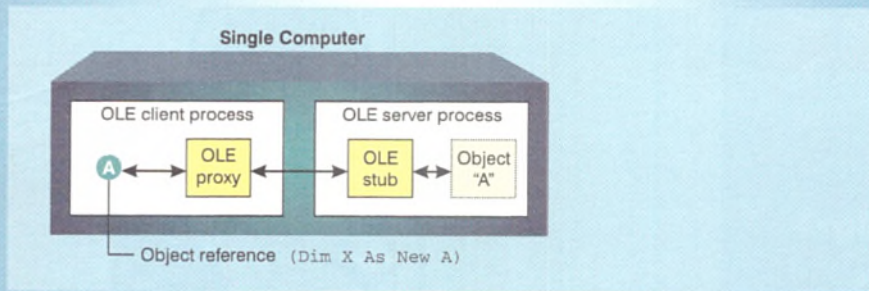 Single Computer
OLE client process
OLE server process
A
OLE
proxy
OLE
stub
Object
"A"
Object reference (Dim X As New A)